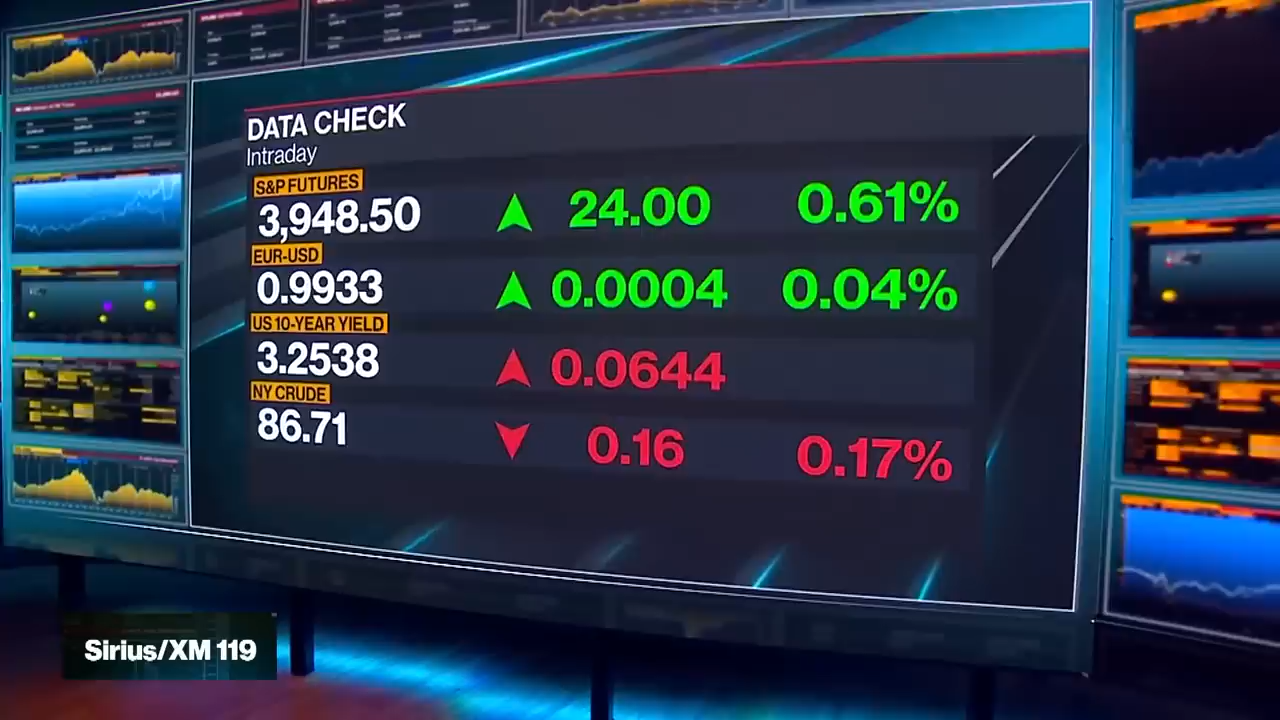 DATA CHECK
Intraday
S&P FUTURES
3,948.50 24.00 0.61%
EUR-USD
0.9933 0.0004 0.04%
US 10-YEAR YIELD
3.2538 0.0644
NY CRUDE
86.71 0.16 0.17%
Sirius/XM 119